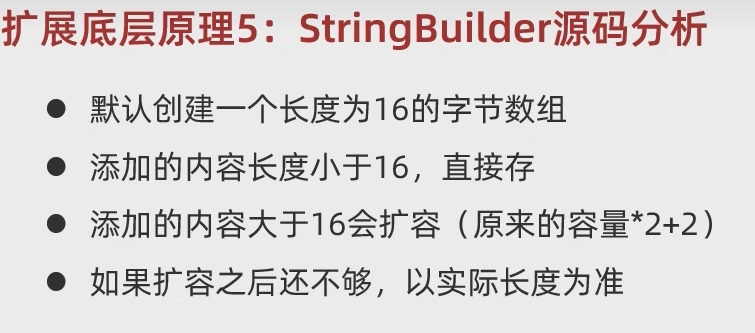 扩展底层原理5：StringBuilder源码分析
● 默认创建一个长度为16的字节数组
● 添加的内容长度小于16，直接存
● 添加的内容大于16会扩容（原来的容量*2+2）
● 如果扩容之后还不够，以实际长度为准